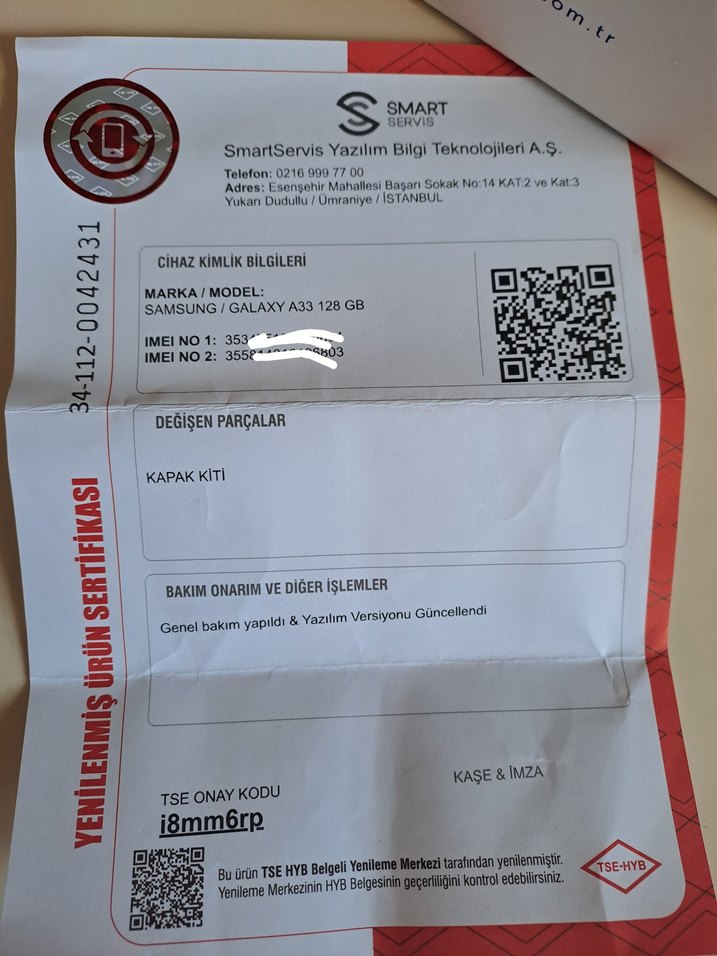 com.tr
SMART
SERVİS
SmartServis Yazılım Bilgi Teknolojileri A.Ş.
Telefon: 0216 999 77 00
Adres: Esenşehir Mahallesi Başarı Sokak No:14 KAT:2 ve Kat:3
Yukarı Dudullu / Ümraniye / İSTANBUL
34-112-0042431
CİHAZ KİMLİK BİLGİLERİ
MARKA / MODEL:
SAMSUNG / GALAXY A33 128 GB
IMEI NO 1:
IMEI NO 2:
DEĞİŞEN PARÇALAR
KAPAK KİTİ
YENİLENMİŞ ÜRÜN SERTİFİKASI
BAKIM ONARIM VE DİĞER İŞLEMLER
Genel bakım yapıldı & Yazılım Versiyonu Güncellendi
KAŞE & İMZA
TSE ONAY KODU
i8mm6rp
Bu ürün TSE HYB Belgeli Yenileme Merkezi tarafından yenilenmiştir.
Yenileme Merkezinin HYB Belgesinin geçerliliğini kontrol edebilirsiniz.
TSE-HYB